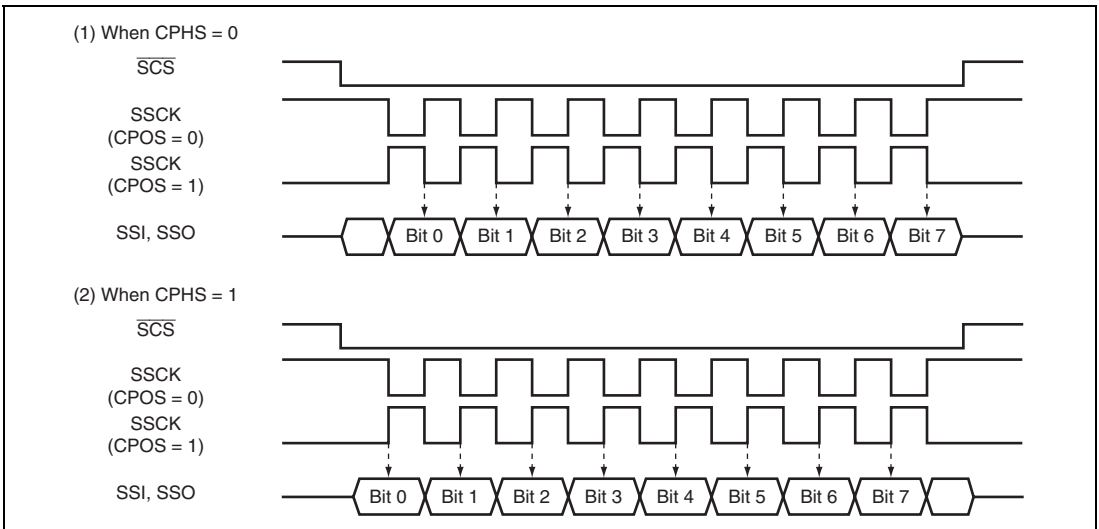 (1) When CPHS = 0
SCS
SSCK
(CPOS = 0)
SSCK
(CPOS = 1)
SSI, SSO
Bit 0 Bit 1 Bit 2 Bit 3 Bit 4 Bit 5 Bit 6 Bit 7
(2) When CPHS = 1
SCS
SSCK
(CPOS = 0)
SSCK
(CPOS = 1)
SSI, SSO
Bit 0 Bit 1 Bit 2 Bit 3 Bit 4 Bit 5 Bit 6 Bit 7